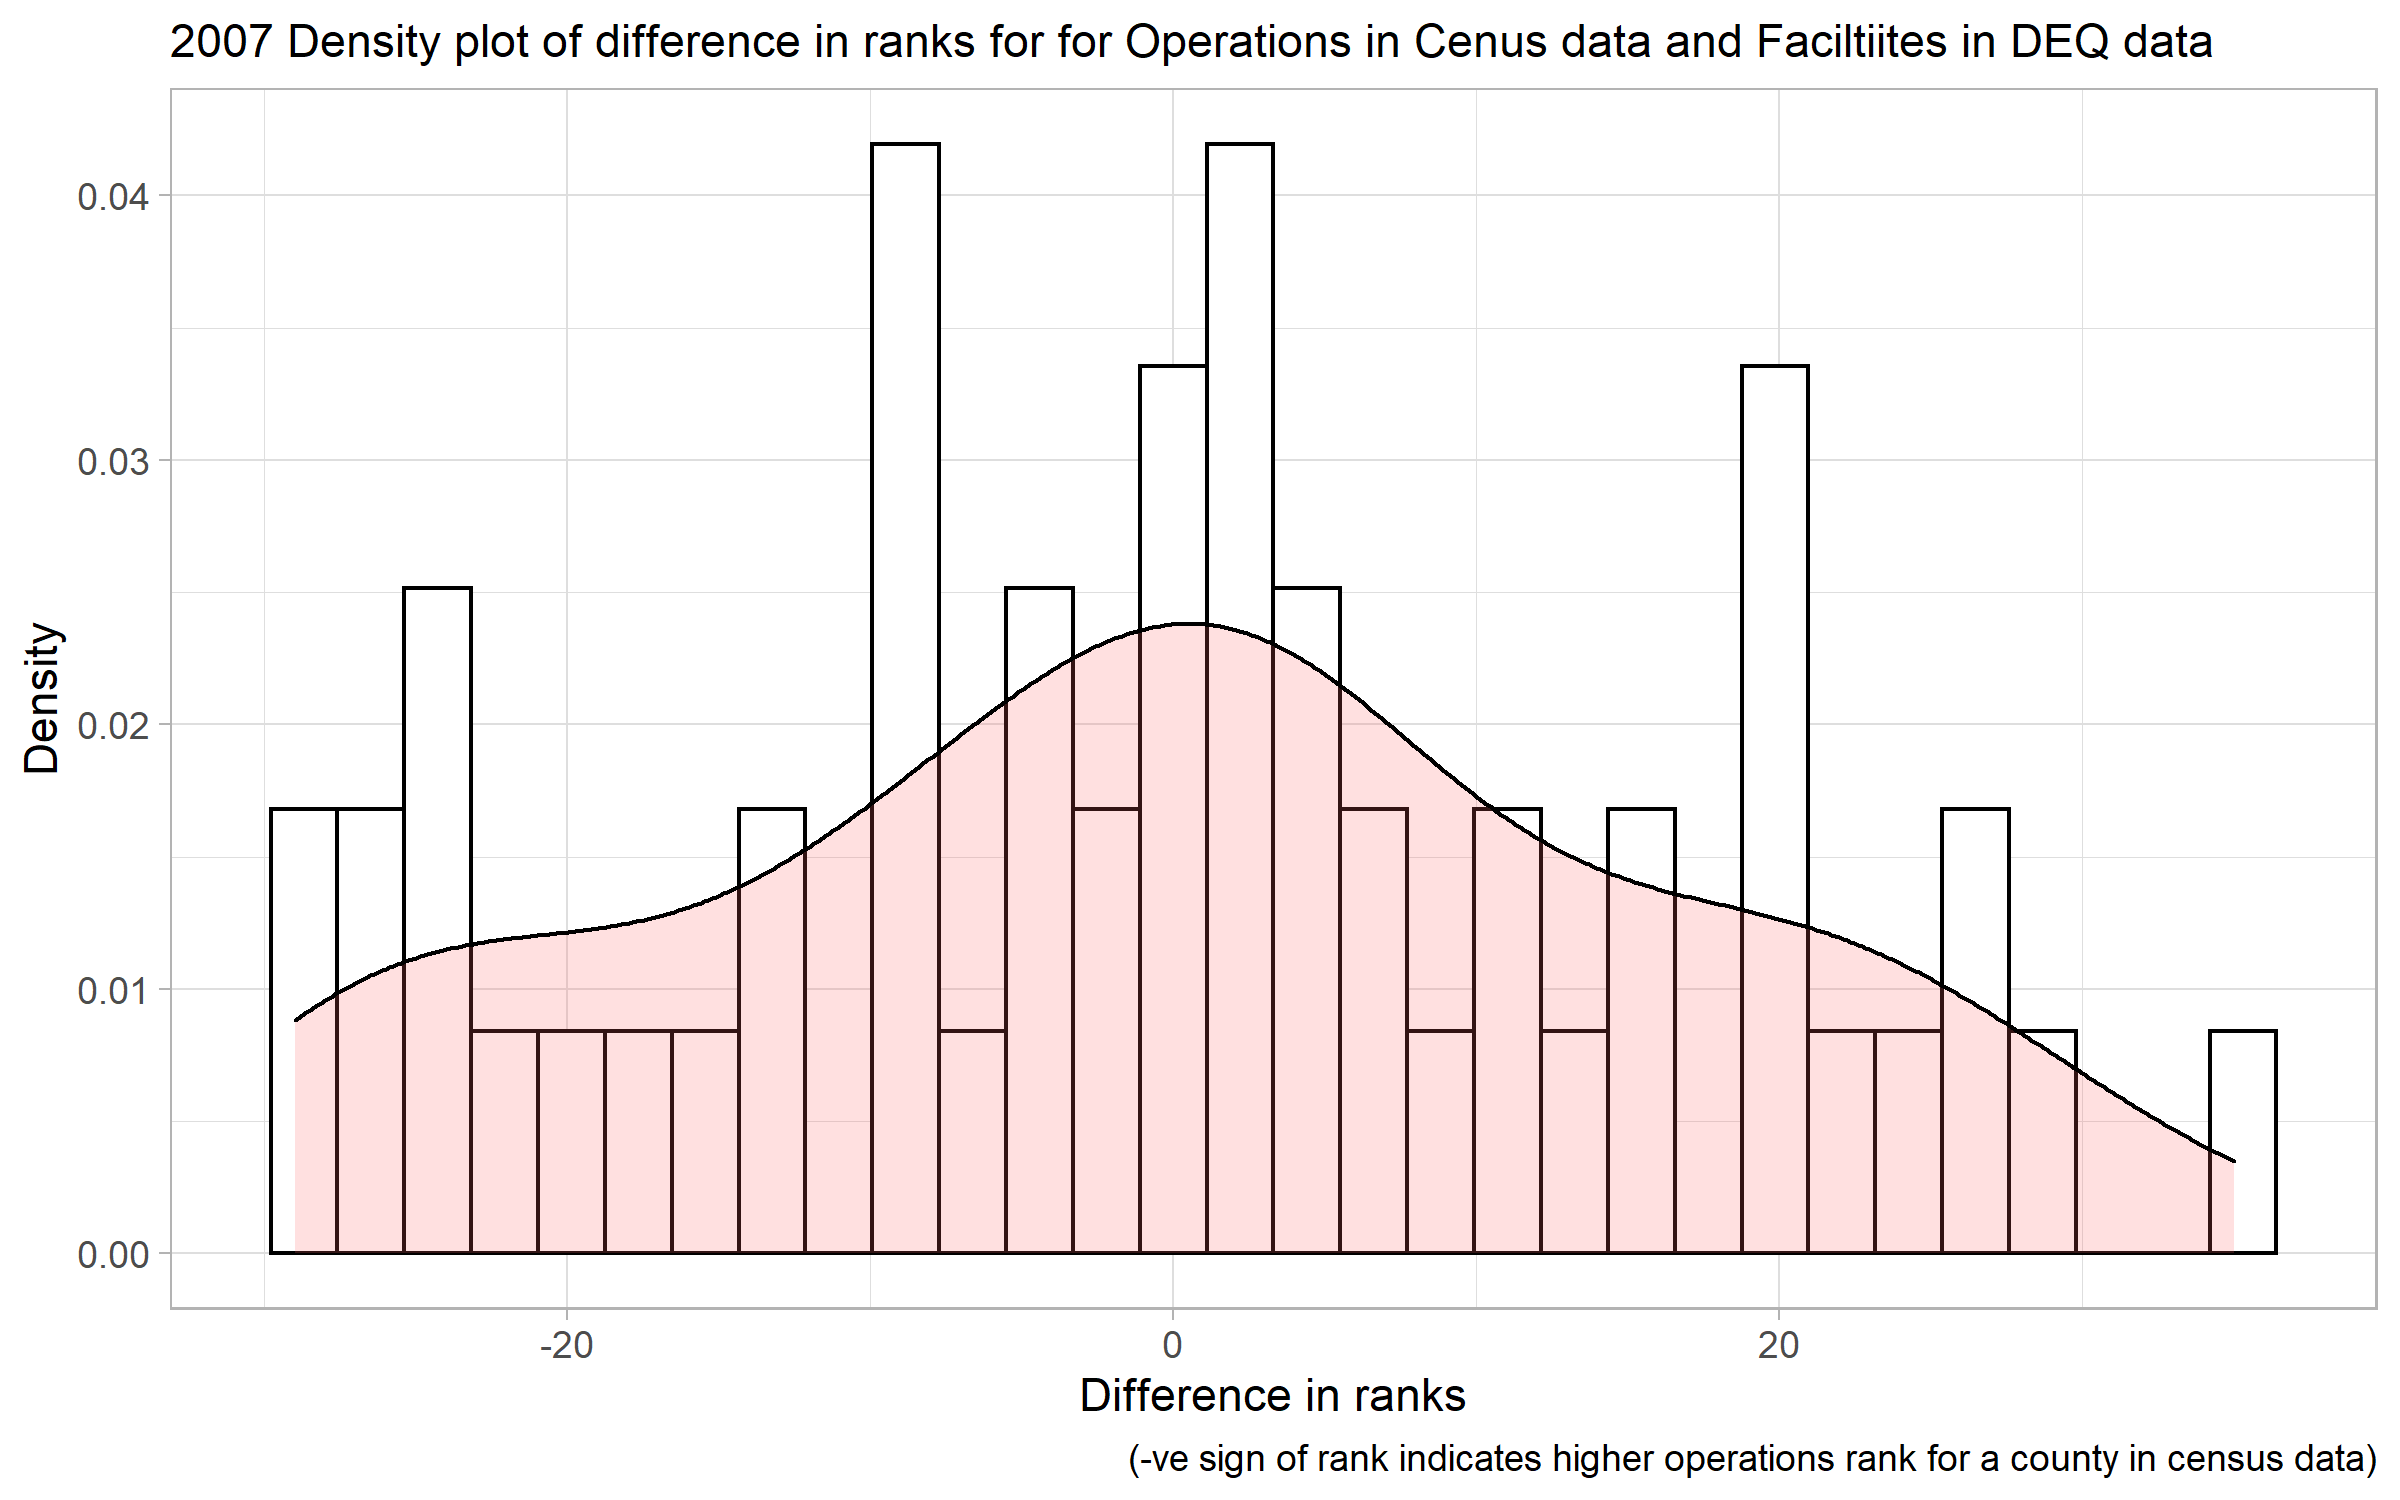 2007 Density plot of difference in ranks for for Operations in Cenus data and Faciltiites in DEQ data
Density
0.04
0.03
0.02
0.01
0.00
-20
0
20
Difference in ranks
(-ve sign of rank indicates higher operations rank for a county in census data)